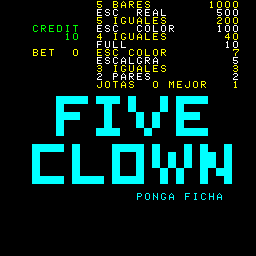 5 BARES 1000
ESC REAL 500
5 IGUALES 200
CREDIT ESC COLOR 100
10 4 IGUALES 40
FULL 10
BET 0 ESC COLOR 7
ESCALGRA 5
3 IGUALES 3
2 PARES 2
JOTAS O MEJOR 1
FIVE
CLOWN
PONGA FICHA